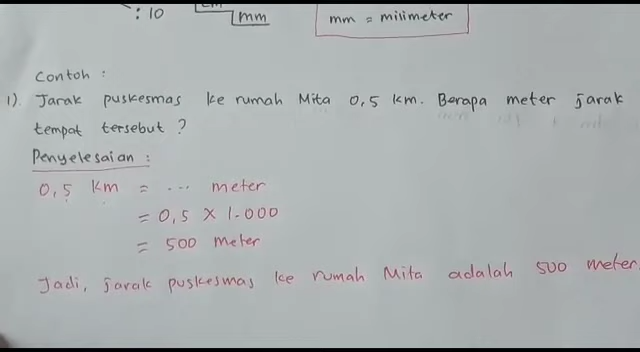 : 10
mm
mm = milimeter
Contoh :
1). Jarak puskesmas ke rumah Mita 0,5 km. Berapa meter jarak
tempat tersebut ?
Penyelesaian :
0,5 km = ... meter
= 0,5 x 1.000
= 500 meter
Jadi, jarak puskesmas ke rumah Mita adalah 500 meter.